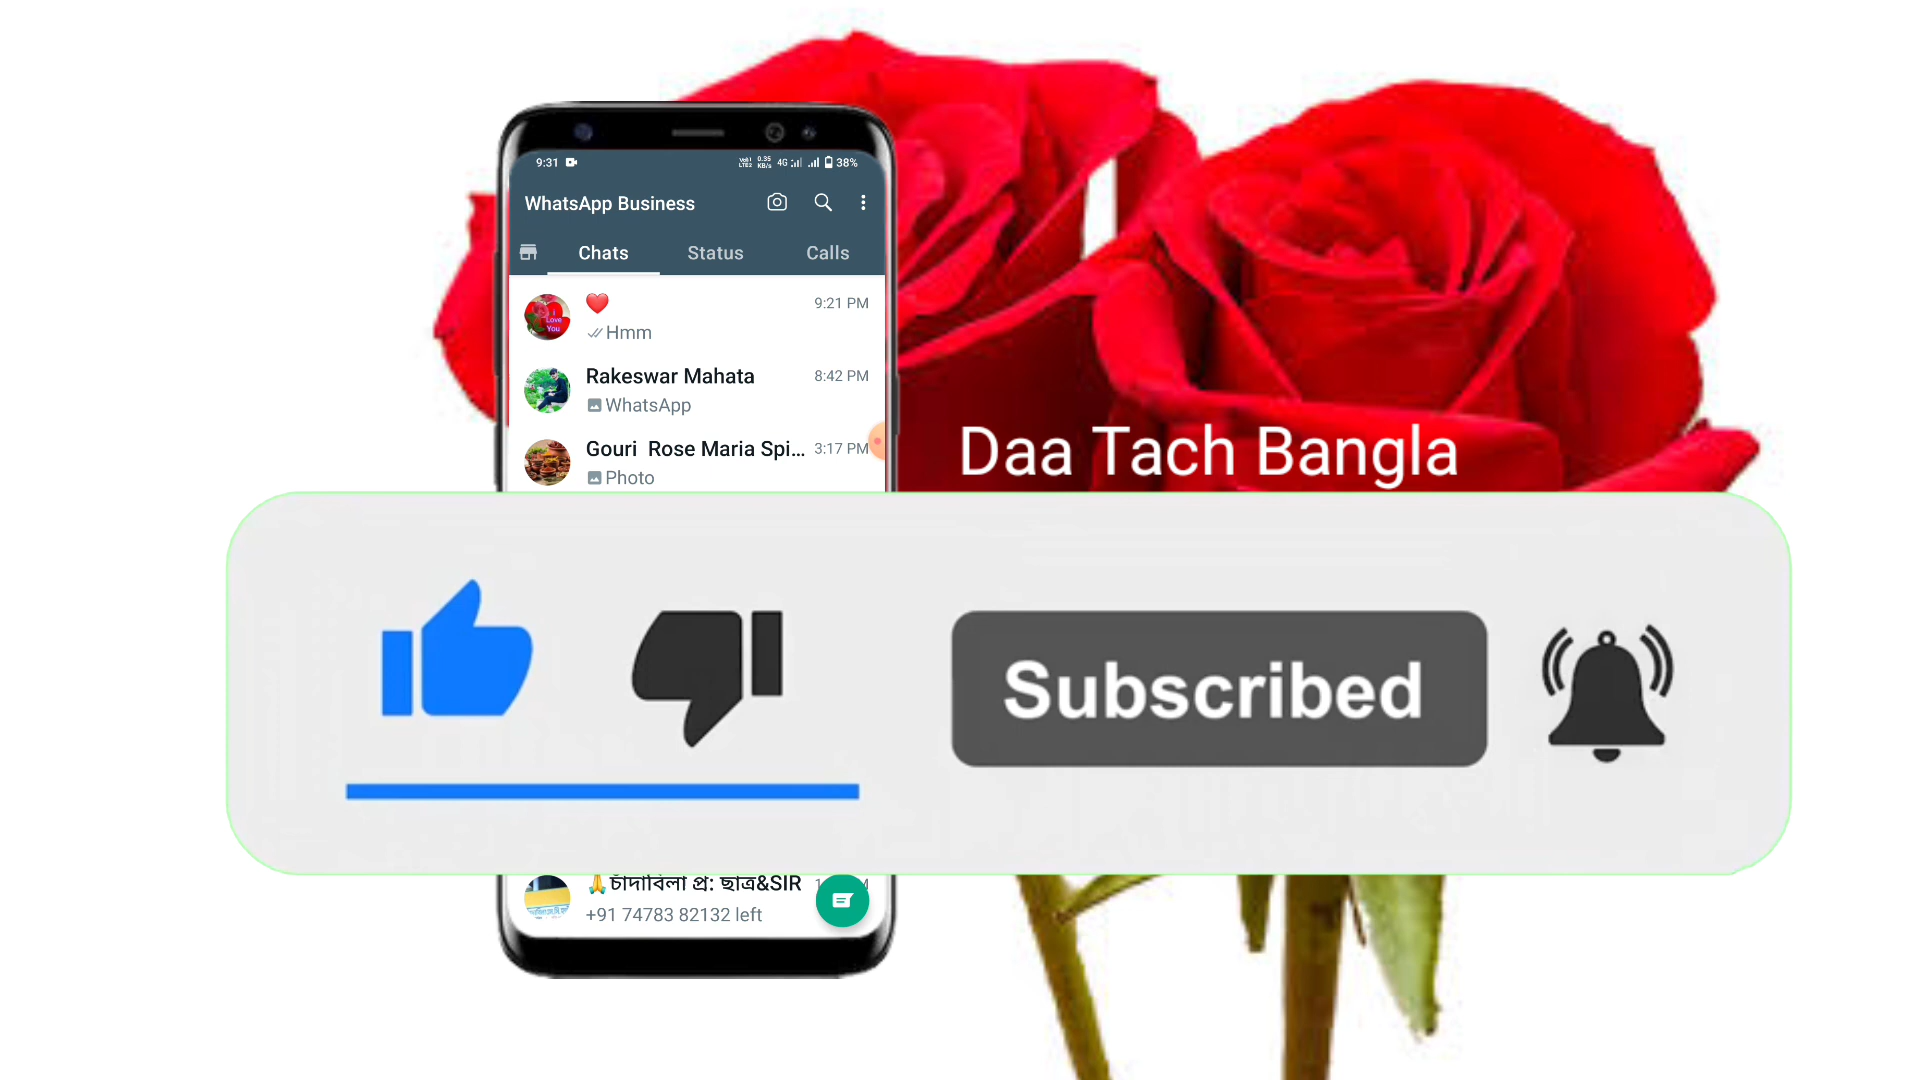 9:31 38%
WhatsApp Business
Chats Status Calls
❤️ 9:21 PM
Hmm
Rakeswar Mahata 8:42 PM
WhatsApp
Gouri Rose Maria Spi... 3:17 PM
Photo
Daa Tach Bangla
Subscribed
🙏চাঁদাবিলা প্র: ছাত্র&SIR
+91 74783 82132 left